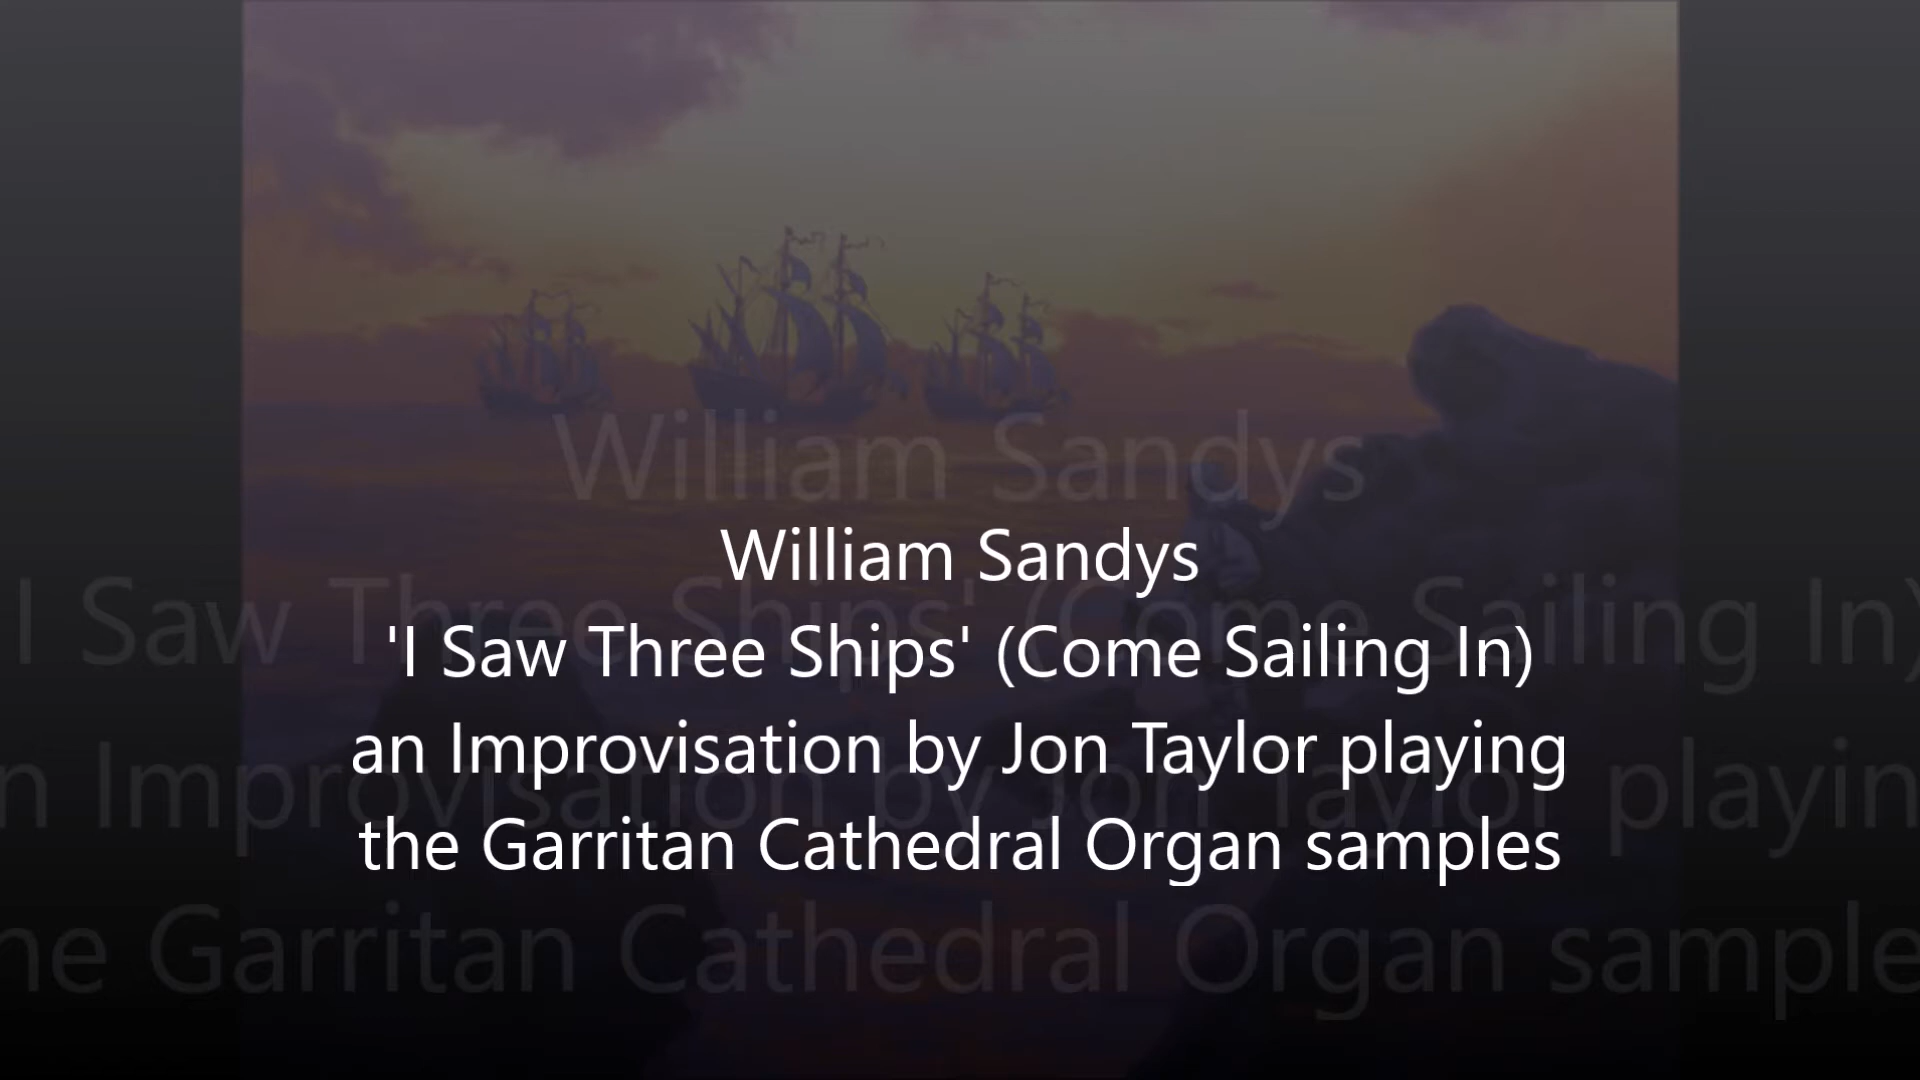 William Sandys
'I Saw Three Ships' (Come Sailing In)
an Improvisation by Jon Taylor playing
the Garritan Cathedral Organ samples